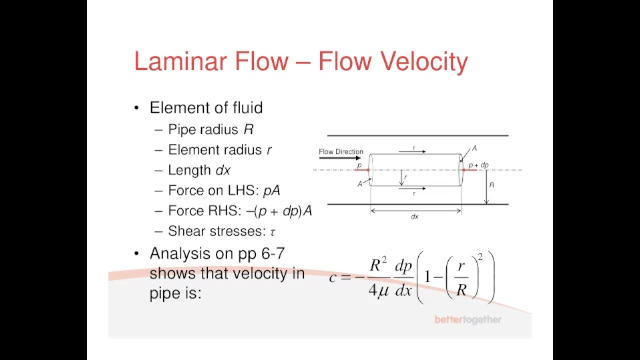 Laminar Flow – Flow Velocity
• Element of fluid
– Pipe radius R
– Element radius r
– Length dx
– Force on LHS: pA
– Force RHS: –(p + dp)A
– Shear stresses: τ
• Analysis on pp 6-7
shows that velocity in
pipe is:
Flow Direction
τ
A
p
p + dp
r
A
R
τ
dx
c = − R² / 4μ dp / dx (1 − (r / R)²)
bettertogether